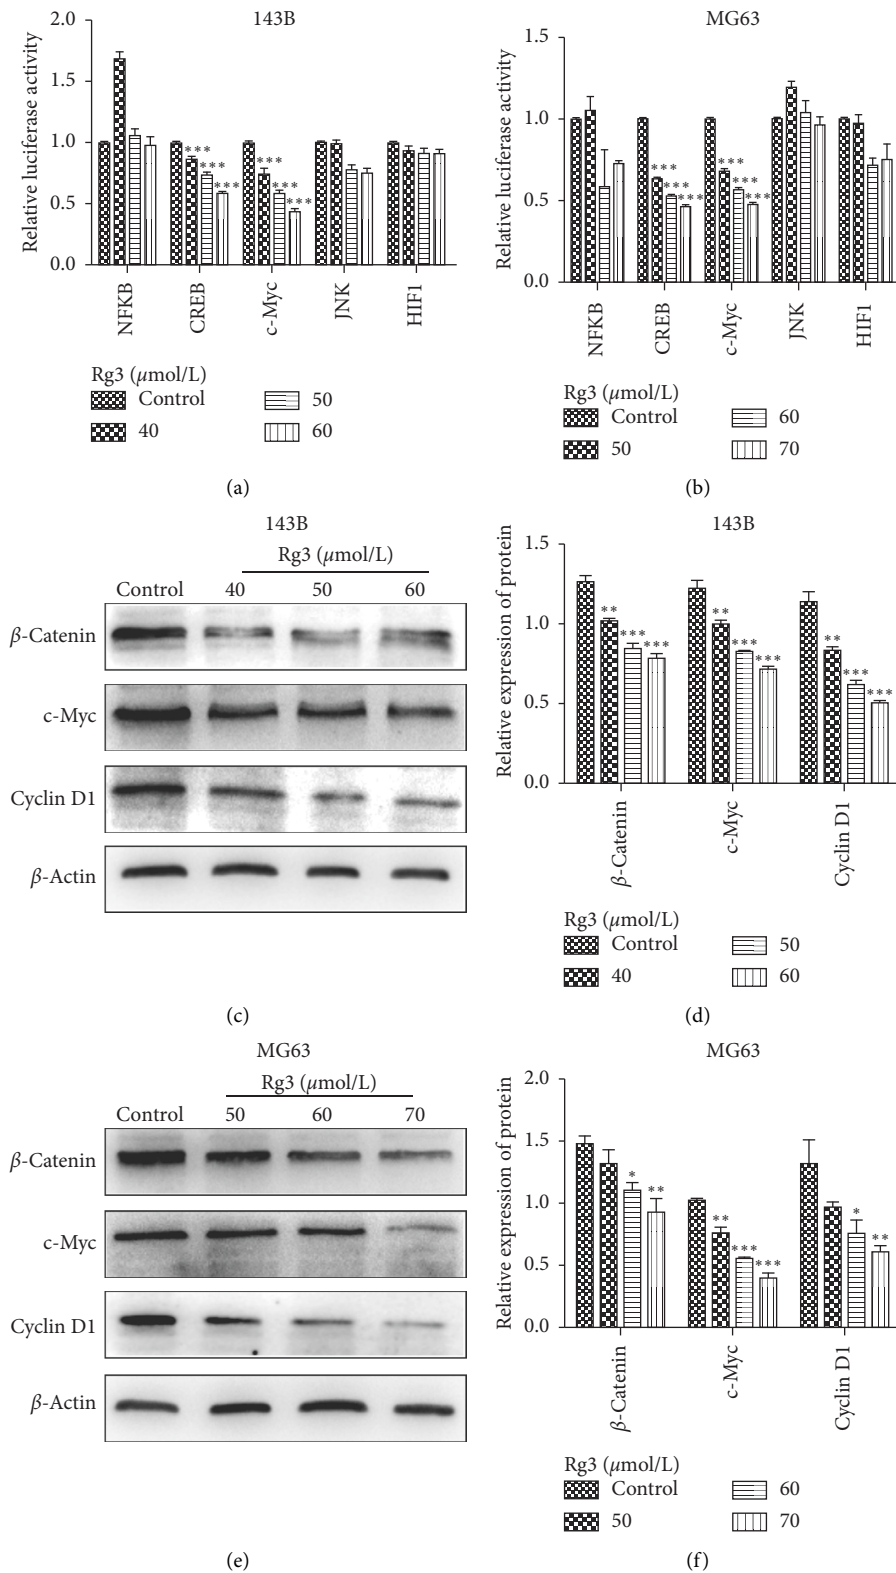 143B
Relative luciferase activity
2.0
1.5
1.0
0.5
0.0
*** *** ***
*** *** ***
NFKB CREB c-Myc JNK HIF1
Rg3 (μmol/L)
Control 50
40 60
(a)
MG63
Relative luciferase activity
1.5
1.0
0.5
0.0
*** *** ***
*** *** ***
NFKB CREB c-Myc JNK HIF1
Rg3 (μmol/L)
Control 60
50 70
(b)
143B
Rg3 (μmol/L)
Control 40 50 60
β-Catenin
c-Myc
Cyclin D1
β-Actin
(c)
143B
Relative expression of protein
1.5
1.0
0.5
0.0
** *** ***
** *** ***
** *** ***
β-Catenin c-Myc Cyclin D1
Rg3 (μmol/L)
Control 50
40 60
(d)
MG63
Rg3 (μmol/L)
Control 50 60 70
β-Catenin
c-Myc
Cyclin D1
β-Actin
(e)
MG63
Relative expression of protein
2.0
1.5
1.0
0.5
0.0
* **
** *** ***
* **
β-Catenin c-Myc Cyclin D1
Rg3 (μmol/L)
Control 60
50 70
(f)